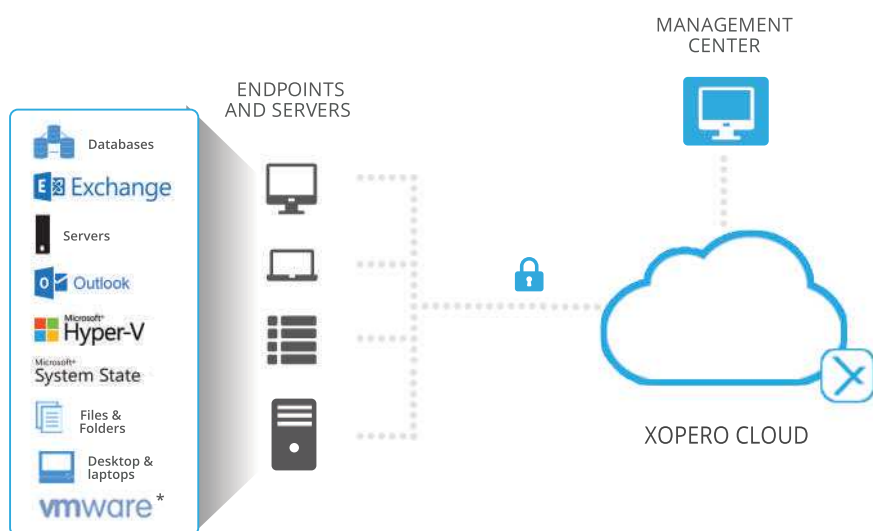 MANAGEMENT
CENTER
ENDPOINTS
AND SERVERS
Databases
E Exchange
Servers
O Outlook
Microsoft®
Hyper-V
Microsoft®
System State
Files &
Folders
Desktop &
laptops
vmware*
XOPERO CLOUD